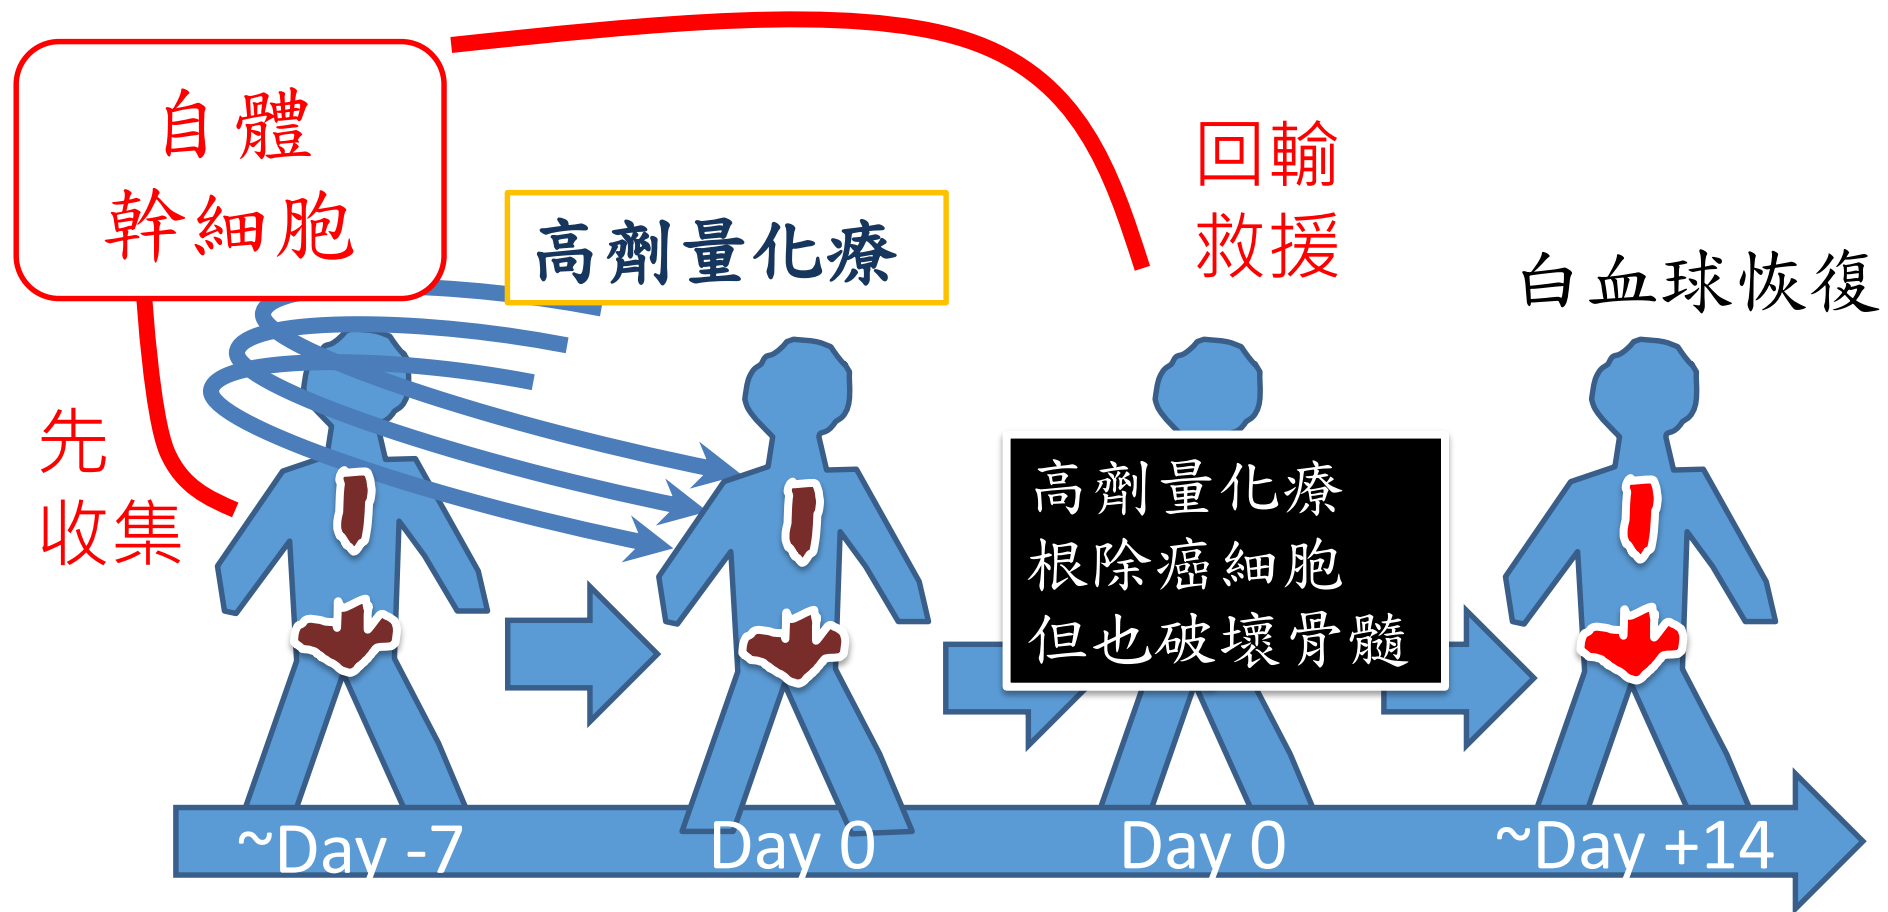 自體
幹細胞
高劑量化療
回輸
救援
白血球恢復
先
收集
高劑量化療
根除癌細胞
但也破壞骨髓
~Day -7
Day 0
Day 0
~Day +14